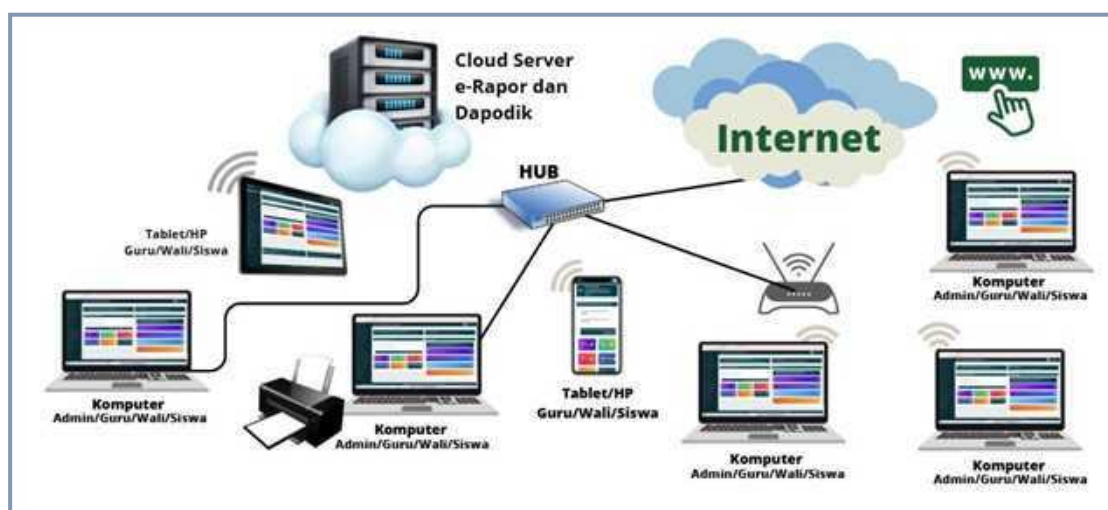 Cloud Server
e-Rapor dan
Dapodik
Internet
www.
HUB
Tablet/HP
Guru/Wali/Siswa
Komputer
Admin/Guru/Wali/Siswa
Komputer
Admin/Guru/Wali/Siswa
Komputer
Admin/Guru/Wali/Siswa
Tablet/HP
Guru/Wali/Siswa
Komputer
Admin/Guru/Wali/Siswa
Komputer
Admin/Guru/Wali/Siswa